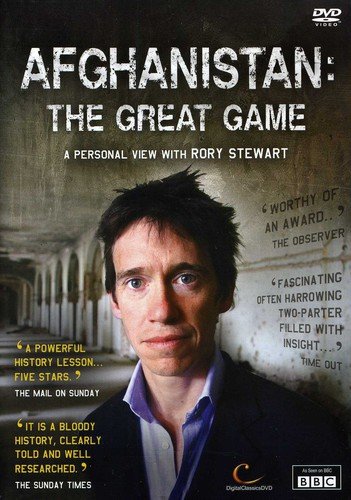 DVD
VIDEO
AFGHANISTAN:
THE GREAT GAME
A PERSONAL VIEW WITH RORY STEWART
‘WORTHY OF
AN AWARD..’
THE OBSERVER
‘FASCINATING
OFTEN HARROWING
TWO-PARTER
FILLED WITH
INSIGHT...’
TIME OUT
‘A POWERFUL
HISTORY LESSON...
FIVE STARS.’
THE MAIL ON SUNDAY
‘IT IS A BLOODY
HISTORY, CLEARLY
TOLD AND WELL
RESEARCHED.’
THE SUNDAY TIMES
DigitalClassicsDVD
As Seen on BBC
BBC